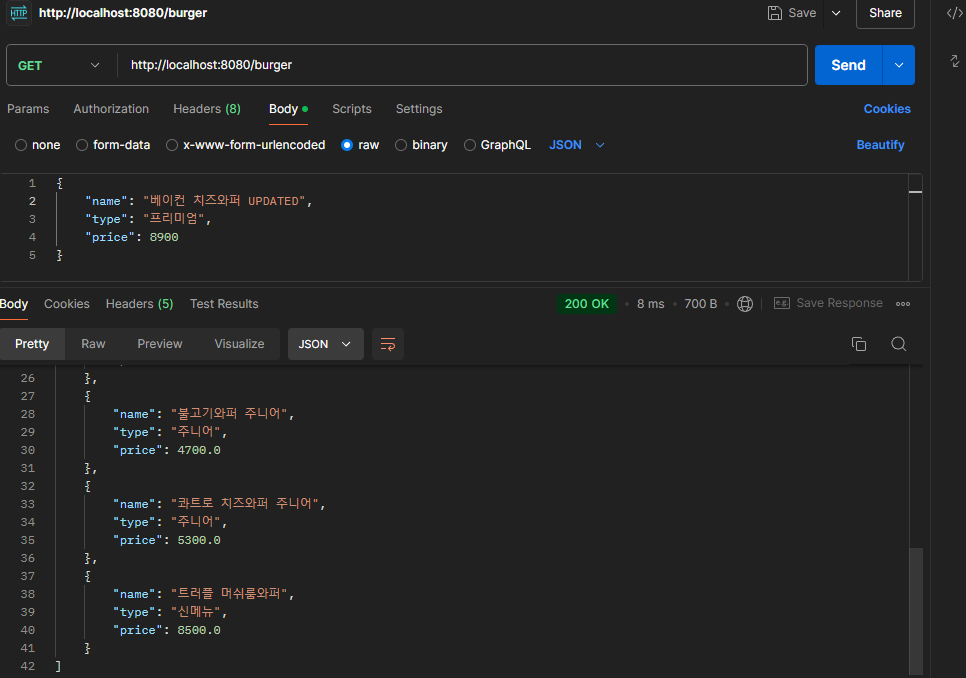 HTTP http://localhost:8080/burger Save Share
GET http://localhost:8080/burger Send
Params Authorization Headers (8) Body Scripts Settings Cookies
none form-data x-www-form-urlencoded raw binary GraphQL JSON Beautify
1 {
2 "name": "베이컨 치즈와퍼 UPDATED",
3 "type": "프리미엄",
4 "price": 8900
5 }
Body Cookies Headers (5) Test Results 200 OK 8 ms 700 B e.g. Save Response
Pretty Raw Preview Visualize JSON
26 },
27 {
28 "name": "불고기와퍼 주니어",
29 "type": "주니어",
30 "price": 4700.0
31 },
32 {
33 "name": "콰트로 치즈와퍼 주니어",
34 "type": "주니어",
35 "price": 5300.0
36 },
37 {
38 "name": "트러플 머쉬룸와퍼",
39 "type": "신메뉴",
40 "price": 8500.0
41 }
42 ]